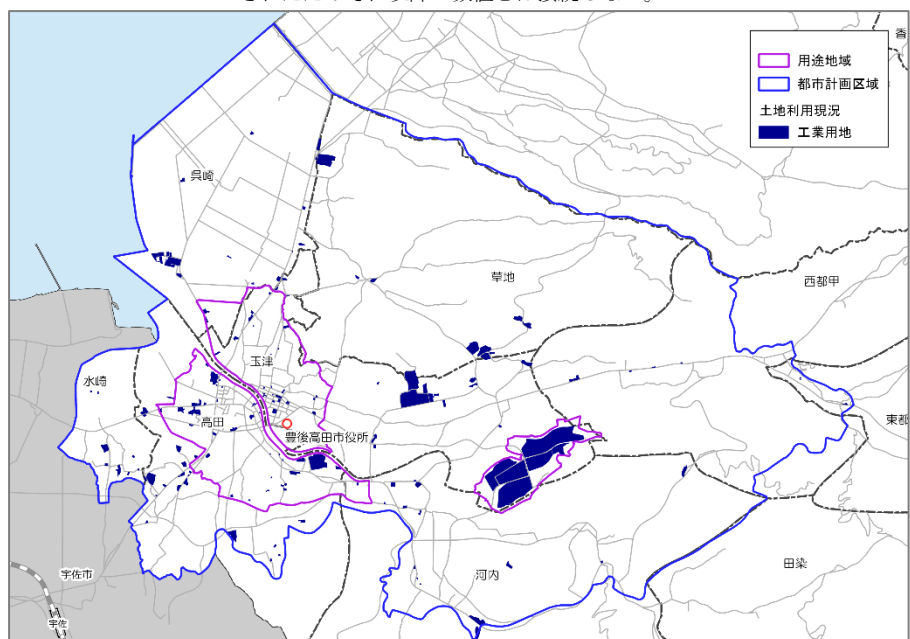 香
用途地域
都市計画区域
土地利用現況
工業用地
呉崎
草地
西都甲
玉津
水崎
高田
東都
豊後高田市役所
田染
河内
宇佐市
宇佐